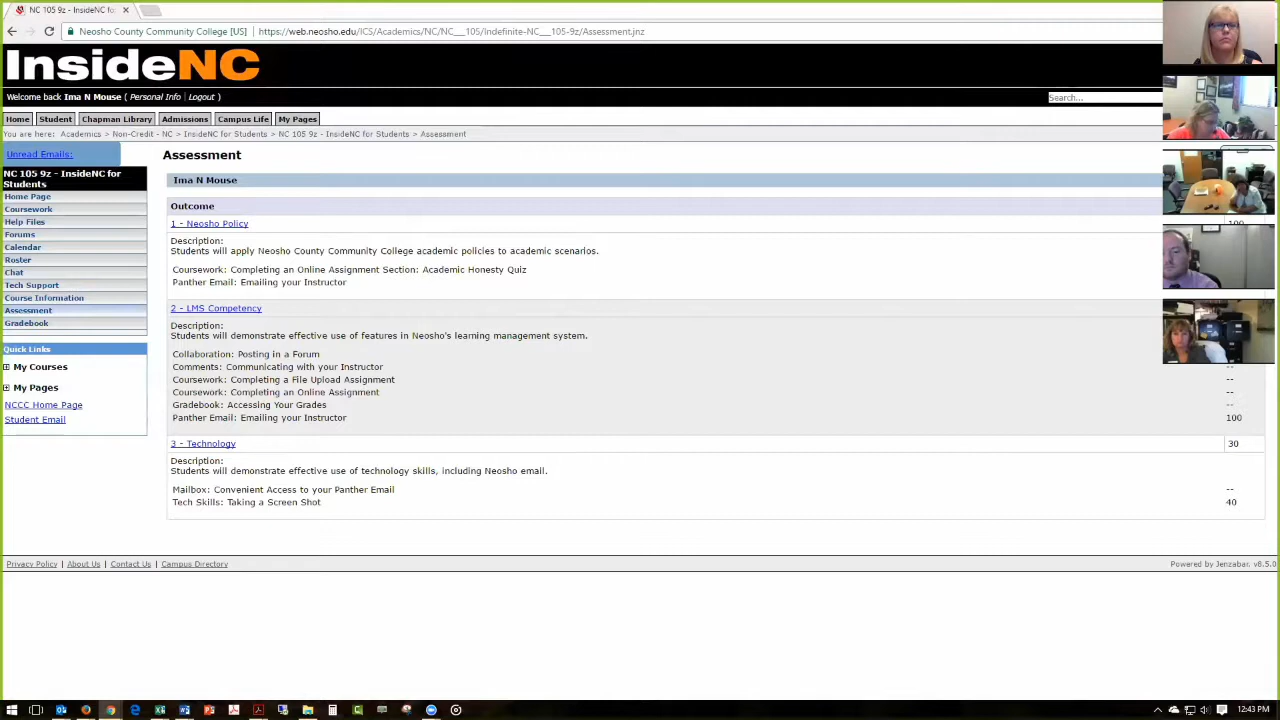 NC 105 9z - InsideNC for
Neosho County Community College [US] https://web.neosho.edu/ICS/Academics/NC/NC__105/Indefinite-NC__105-9z/Assessment.jnz
InsideNC
Welcome back Ima N Mouse ( Personal Info | Logout )
Search...
Home Student Chapman Library Admissions Campus Life My Pages
You are here: Academics > Non-Credit - NC > InsideNC for Students > NC 105 9z - InsideNC for Students > Assessment
Unread Emails:
NC 105 9z - InsideNC for Students
Home Page
Coursework
Help Files
Forums
Calendar
Roster
Chat
Tech Support
Course Information
Assessment
Gradebook
Quick Links
My Courses
My Pages
NCCC Home Page
Student Email
Assessment
Ima N Mouse
Outcome
1 - Neosho Policy 100
Description:
Students will apply Neosho County Community College academic policies to academic scenarios.
Coursework: Completing an Online Assignment Section: Academic Honesty Quiz
Panther Email: Emailing your Instructor
2 - LMS Competency
Description:
Students will demonstrate effective use of features in Neosho's learning management system.
Collaboration: Posting in a Forum
Comments: Communicating with your Instructor --
Coursework: Completing a File Upload Assignment --
Coursework: Completing an Online Assignment --
Gradebook: Accessing Your Grades --
Panther Email: Emailing your Instructor 100
3 - Technology 30
Description:
Students will demonstrate effective use of technology skills, including Neosho email.
Mailbox: Convenient Access to your Panther Email --
Tech Skills: Taking a Screen Shot 40
Privacy Policy | About Us | Contact Us | Campus Directory
Powered by Jenzabar. v8.5.0
12:43 PM